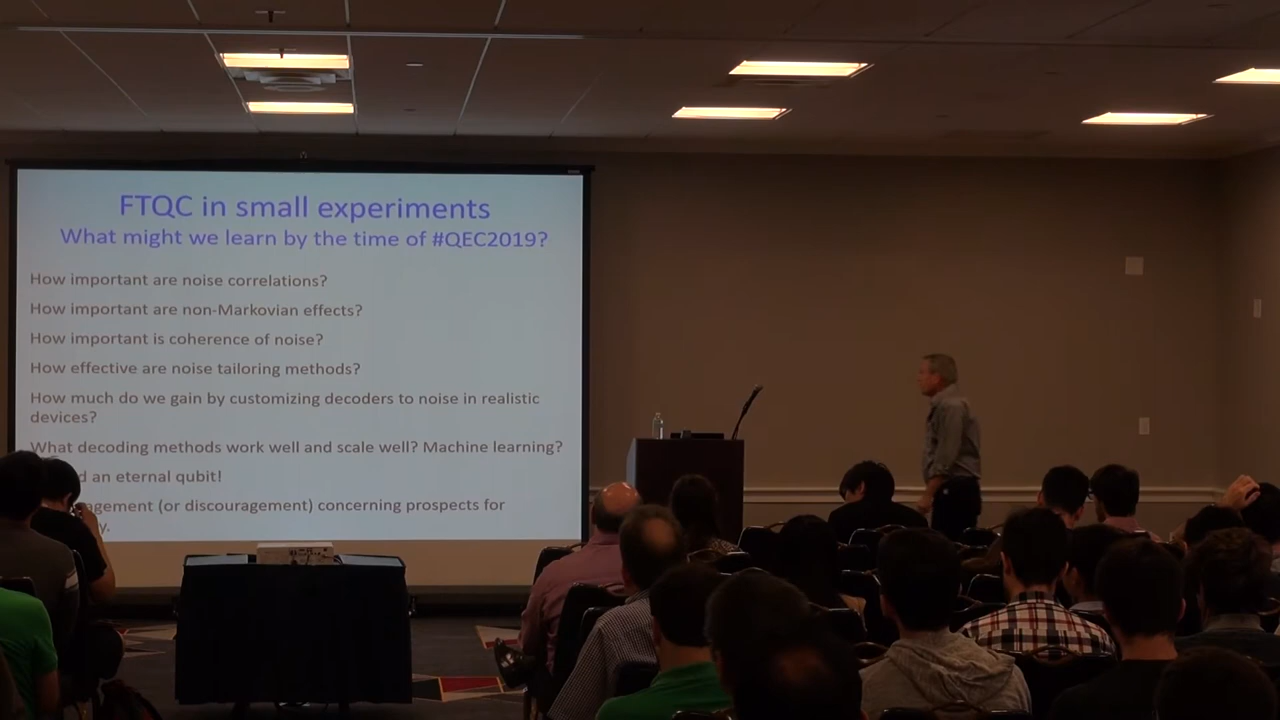 FTQC in small experiments
What might we learn by the time of #QEC2019?
How important are noise correlations?
How important are non-Markovian effects?
How important is coherence of noise?
How effective are noise tailoring methods?
How much do we gain by customizing decoders to noise in realistic
devices?
What decoding methods work well and scale well? Machine learning?
an eternal qubit!
(or discouragement) concerning prospects for